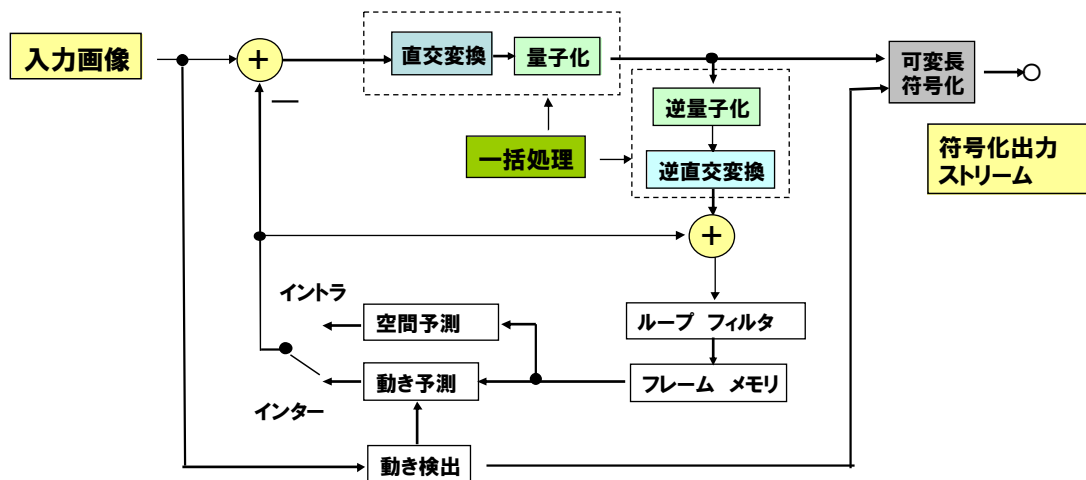 入力画像
+
直交変換
量子化
可変長
符号化
—
逆量子化
一括処理
逆直交変換
符号化出力
ストリーム
+
イントラ
空間予測
ループ フィルタ
動き予測
フレーム メモリ
インター
動き検出